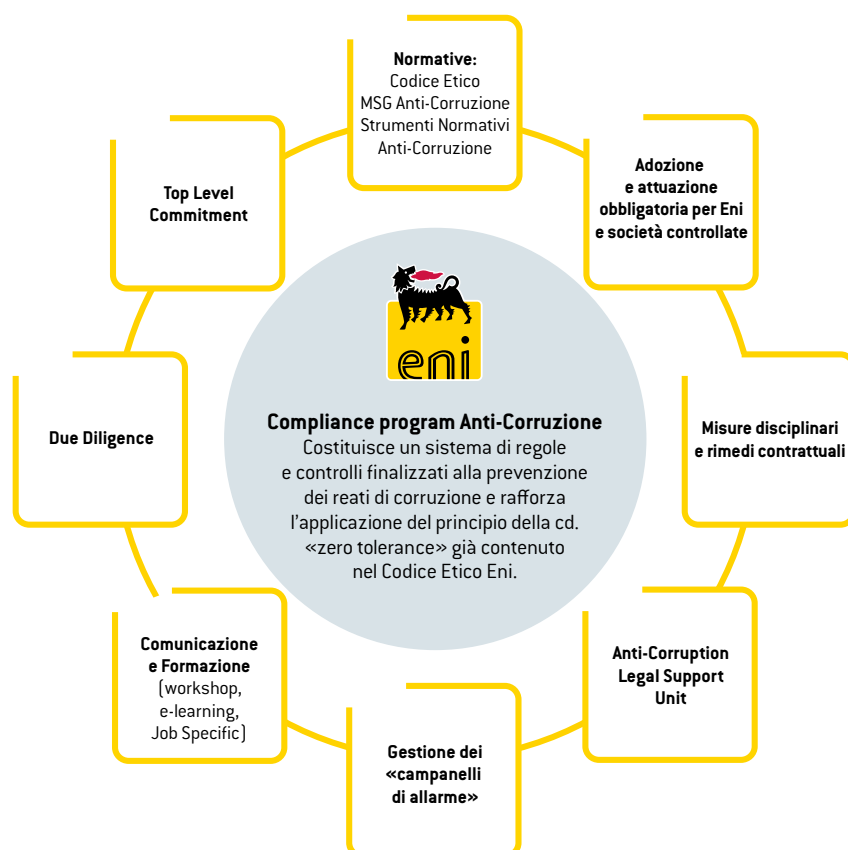 Normative:
Codice Etico
MSG Anti-Corruzione
Strumenti Normativi
Anti-Corruzione
Adozione
e attuazione
obbligatoria per Eni
e società controllate
Misure disciplinari
e rimedi contrattuali
Anti-Corruption
Legal Support
Unit
Gestione dei
«campanelli
di allarme»
Comunicazione
e Formazione
(workshop,
e-learning,
Job Specific)
Due Diligence
Top Level
Commitment
eni
Compliance program Anti-Corruzione
Costituisce un sistema di regole
e controlli finalizzati alla prevenzione
dei reati di corruzione e rafforza
l’applicazione del principio della cd.
«zero tolerance» già contenuto
nel Codice Etico Eni.